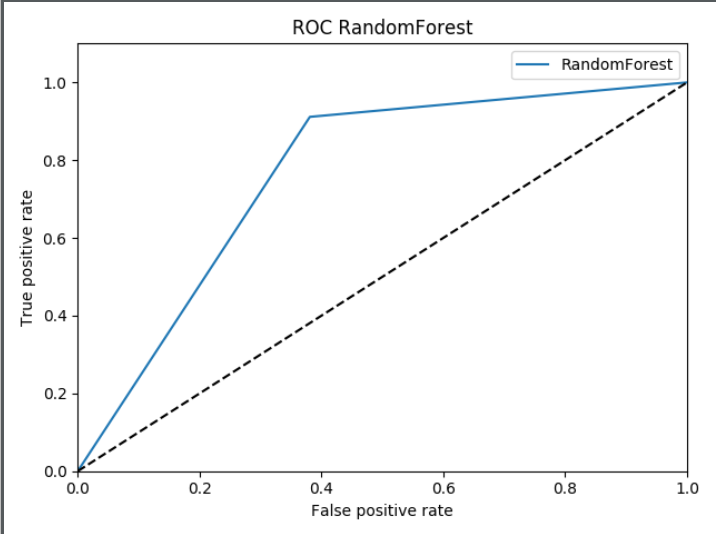 ROC RandomForest
RandomForest
1.0
0.8
0.6
0.4
0.2
0.0
True positive rate
0.0 0.2 0.4 0.6 0.8 1.0
False positive rate